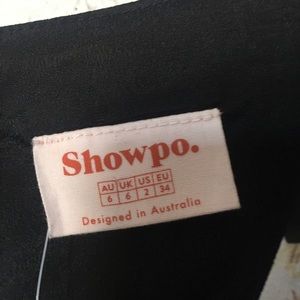 Showpo.
AU UK US EU
6 6 2 34
Designed in Australia